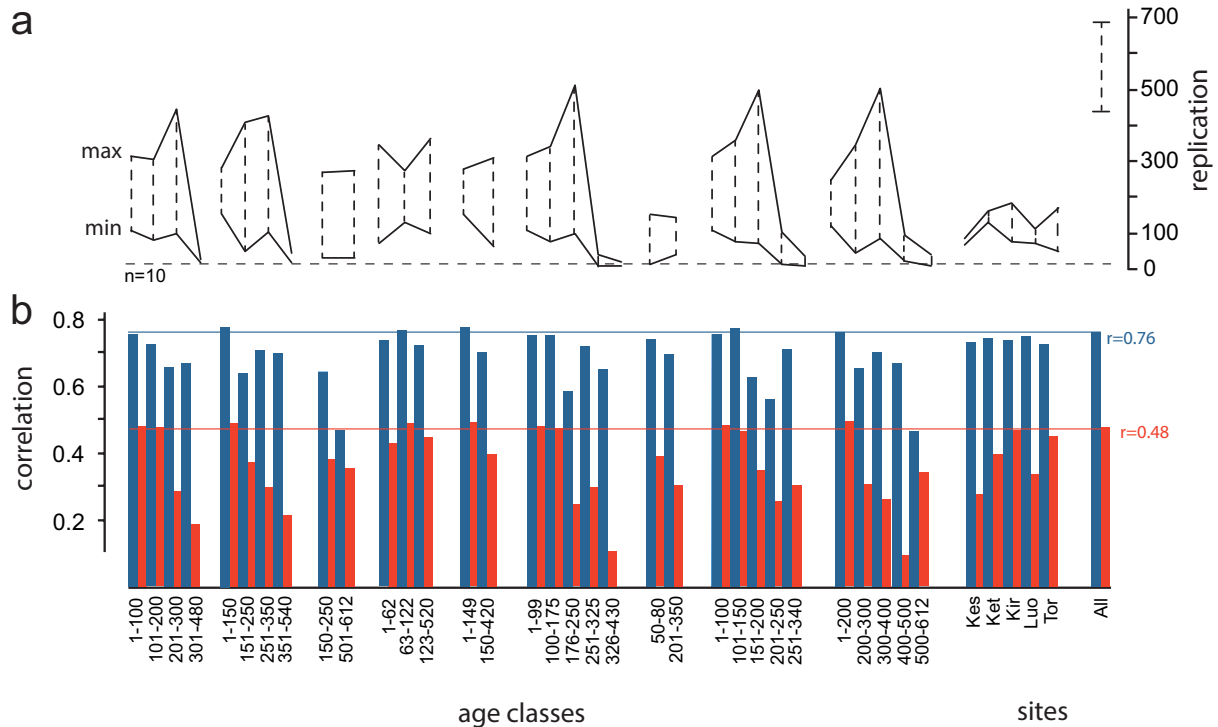 a
700
500
300
100
0
replication
max
min
n=10
b
0.8
0.6
0.4
0.2
correlation
r=0.76
r=0.48
1-100
101-200
201-300
301-480
1-150
151-250
251-350
351-540
150-250
501-612
1-62
63-122
123-520
1-149
150-420
1-99
100-175
176-250
251-325
326-430
50-80
201-350
1-100
101-150
151-200
201-250
251-340
1-200
200-300
300-400
400-500
500-612
Kes
Ket
Kir
Luo
Tor
All
age classes
sites